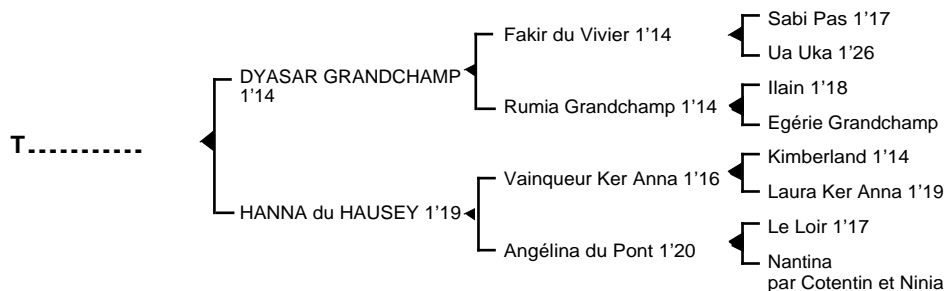 Sabi Pas 1’17
Fakir du Vivier 1’14
Ua Uka 1’26
DYASAR GRANDCHAMP
1’14
Ilain 1’18
Rumia Grandchamp 1’14
Egérie Grandchamp
T...........
Kimberland 1’14
Vainqueur Ker Anna 1’16
Laura Ker Anna 1’19
HANNA du HAUSEY 1’19
Le Loir 1’17
Angélina du Pont 1’20
Nantina
par Cotentin et Ninia